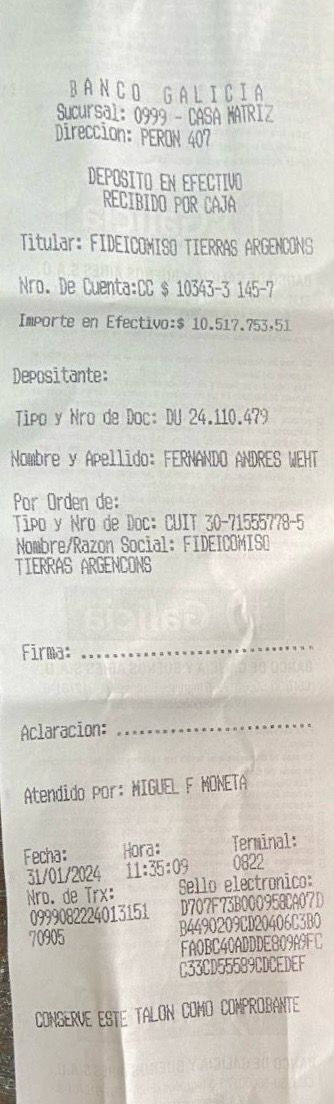 BANCO GALICIA
Sucursal: 0999 - CASA MATRIZ
Direccion: PERON 407
DEPOSITO EN EFECTIVO
RECIBIDO POR CAJA
Titular: FIDEICOMISO TIERRAS ARGENCONS
Nro. De Cuenta:CC $ 10343-3 145-7
Importe en Efectivo:$ 10.517.753,51
Depositante:
Tipo y Nro de Doc: DU 24.110.479
Nombre y Apellido: FERNANDO ANDRES WEHT
Por Orden de:
Tipo y Nro de Doc: CUIT 30-71555778-5
Nombre/Razon Social: FIDEICOMISO
TIERRAS ARGENCONS
Firma: ................................
Aclaracion: ...........................
Atendido por: MIGUEL F MONETA
Fecha: Hora: Terminal:
31/01/2024 11:35:09 0822
Nro. de Trx: Sello electronico:
0999082224013151 D707F73B000958CA07D
70905 B4490209CD20406C3B0
FA0BC40ADDDE809A9FC
C33CD55589CDCEDEF
CONSERVE ESTE TALON COMO COMPROBANTE